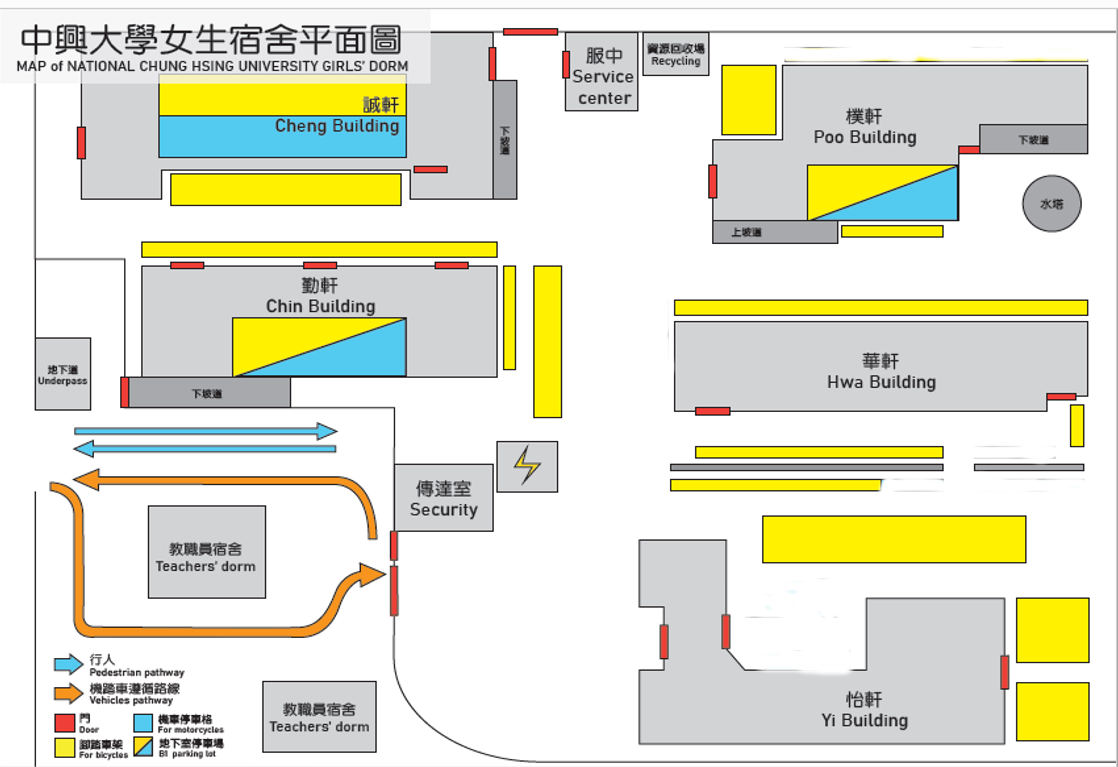 中興大學女生宿舍平面圖
MAP of NATIONAL CHUNG HSING UNIVERSITY GIRLS' DORM
服中
Service
center
資源回收場
Recycling
誠軒
Cheng Building
下坡道
樸軒
Poo Building
下坡道
上坡道
水塔
勤軒
Chin Building
下坡道
地下道
Underpass
華軒
Hwa Building
傳達室
Security
教職員宿舍
Teachers' dorm
怡軒
Yi Building
教職員宿舍
Teachers' dorm
行人
Pedestrian pathway
機踏車遵循路線
Vehicles pathway
門
Door
機車停車格
For motorcycles
腳踏車架
For bicycles
地下室停車場
B1 parking lot